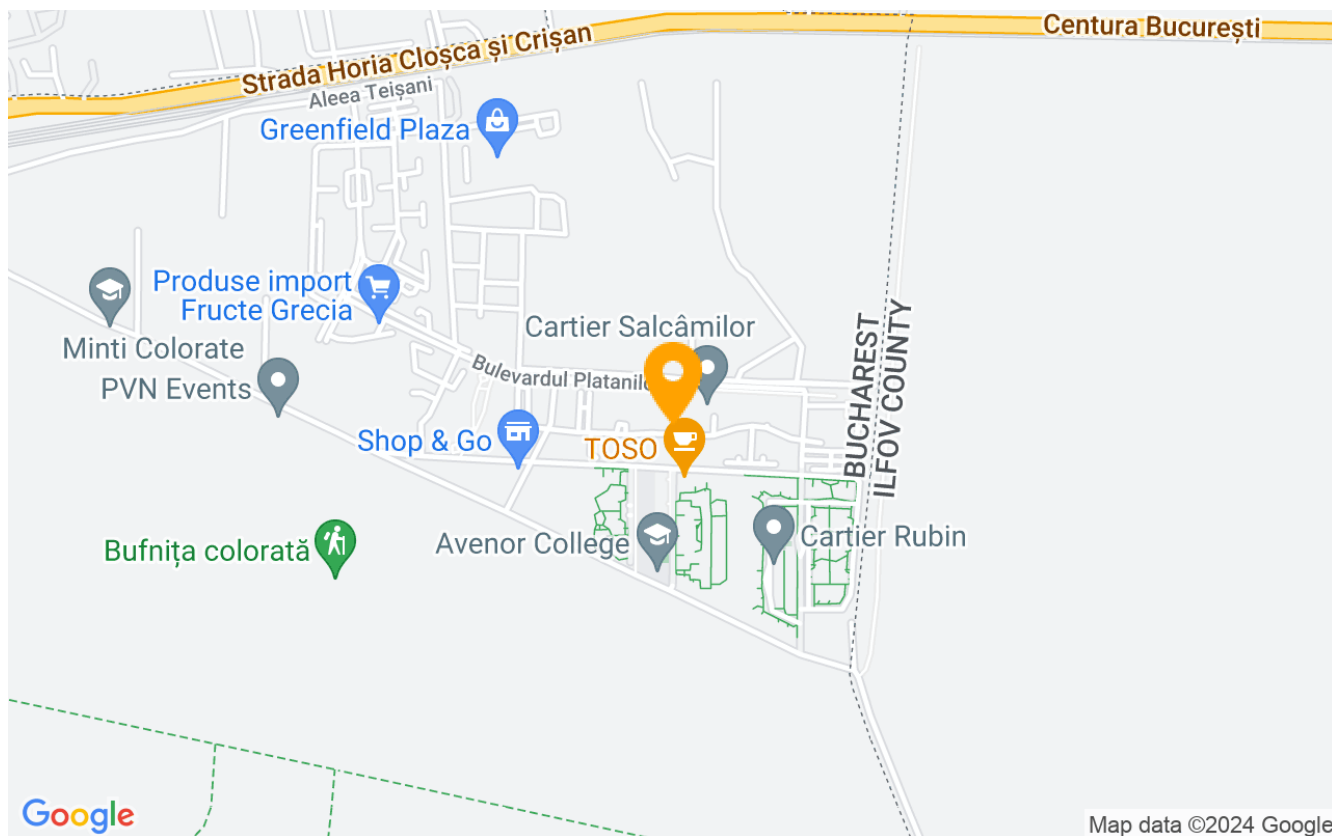 Centura București
Strada Horia Cloșca și Crișan
Aleea Teișani
Greenfield Plaza
Produse import
Fructe Grecia
Minti Colorate
PVN Events
Cartier Salcâmilor
Bulevardul Platanilo
BUCHAREST
ILFOV COUNTY
Shop & Go
TOSO
Avenor College
Cartier Rubin
Bufnița colorată
Google
Map data ©2024 Google